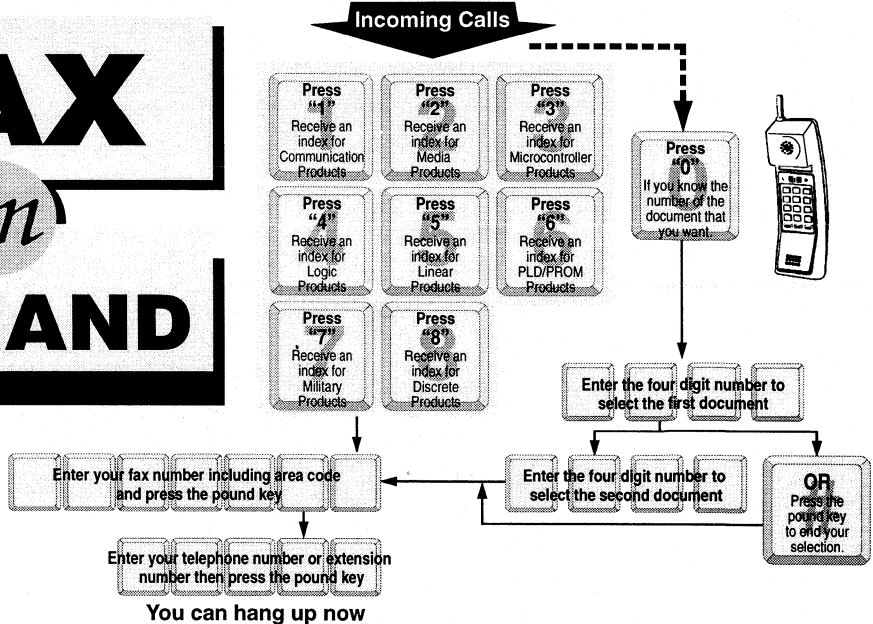 Incoming Calls
AX
n
AND
Press
"1"
Receive an
index for
Communication
Products
Press
"2"
Receive an
index for
Media
Products
Press
"3"
Receive an
index for
Microcontroller
Products
Press
"4"
Receive an
index for
Logic
Products
Press
"5"
Receive an
index for
Linear
Products
Press
"6"
Receive an
index for
PLD/PROM
Products
Press
"7"
Receive an
index for
Military
Products
Press
"8"
Receive an
index for
Discrete
Products
Press
"0"
If you know the
number of the
document that
you want.
Enter the four digit number to
select the first document
Enter the four digit number to
select the second document
OR
Press the
pound key
to end your
selection.
Enter your fax number including area code
and press the pound key
Enter your telephone number or extension
number then press the pound key
You can hang up now